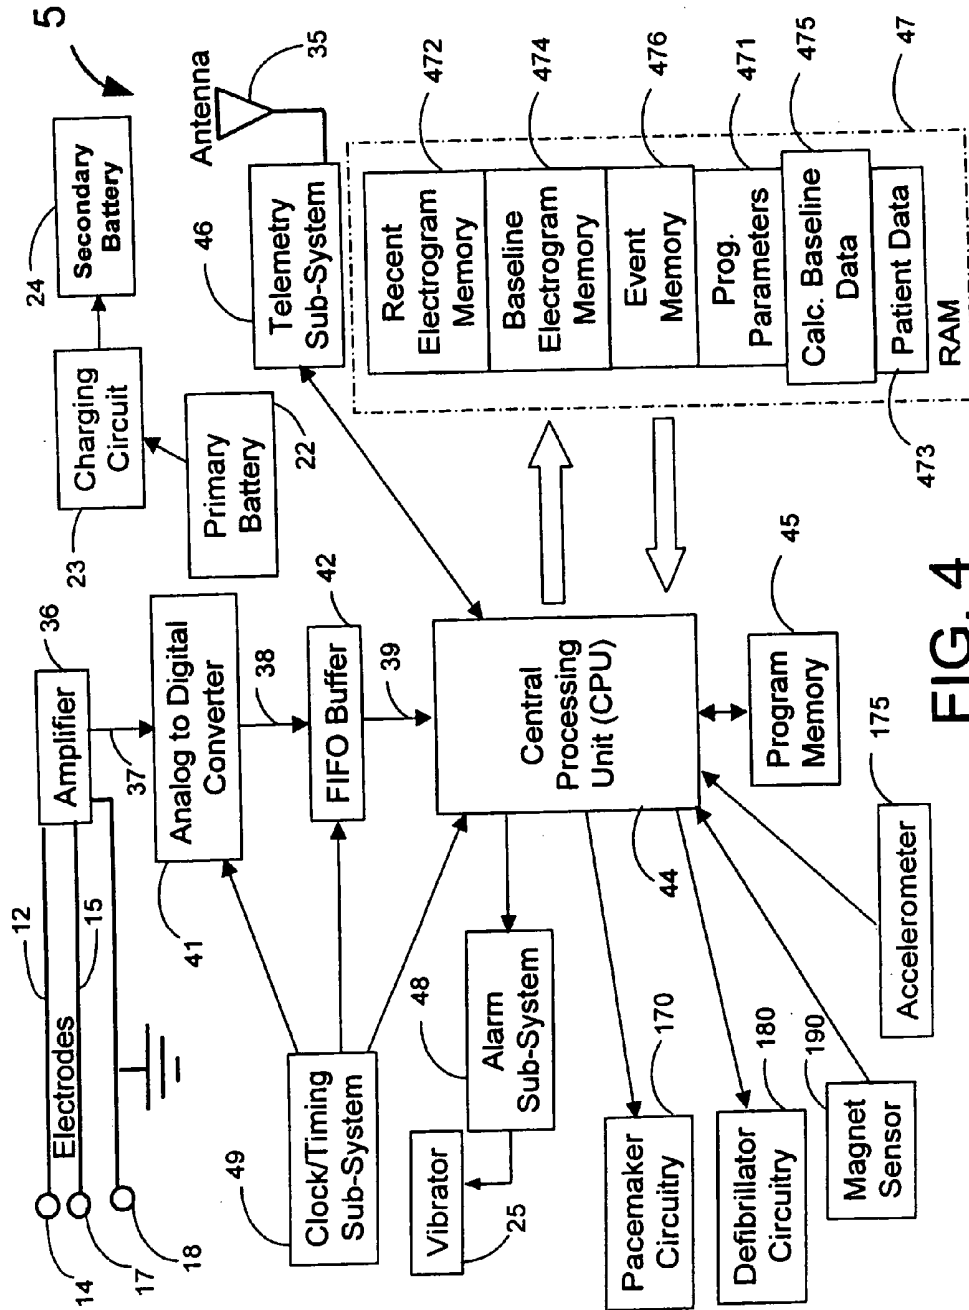 5
14
17
18
Electrodes
12
15
Amplifier
36
37
Analog to Digital
Converter
41
38
FIFO Buffer
42
39
Primary
Battery
22
Charging
Circuit
23
Secondary
Battery
24
Antenna
35
Telemetry
Sub-System
46
Clock/Timing
Sub-System
49
Central
Processing
Unit (CPU)
44
Vibrator
25
Alarm
Sub-System
48
Pacemaker
Circuitry
170
Defibrillator
Circuitry
180
Magnet
Sensor
190
Accelerometer
175
Program
Memory
45
Recent
Electrogram
Memory
472
Baseline
Electrogram
Memory
474
Event
Memory
476
Prog.
Parameters
471
Calc. Baseline
Data
475
Patient Data
473
RAM
47
FIG. 4